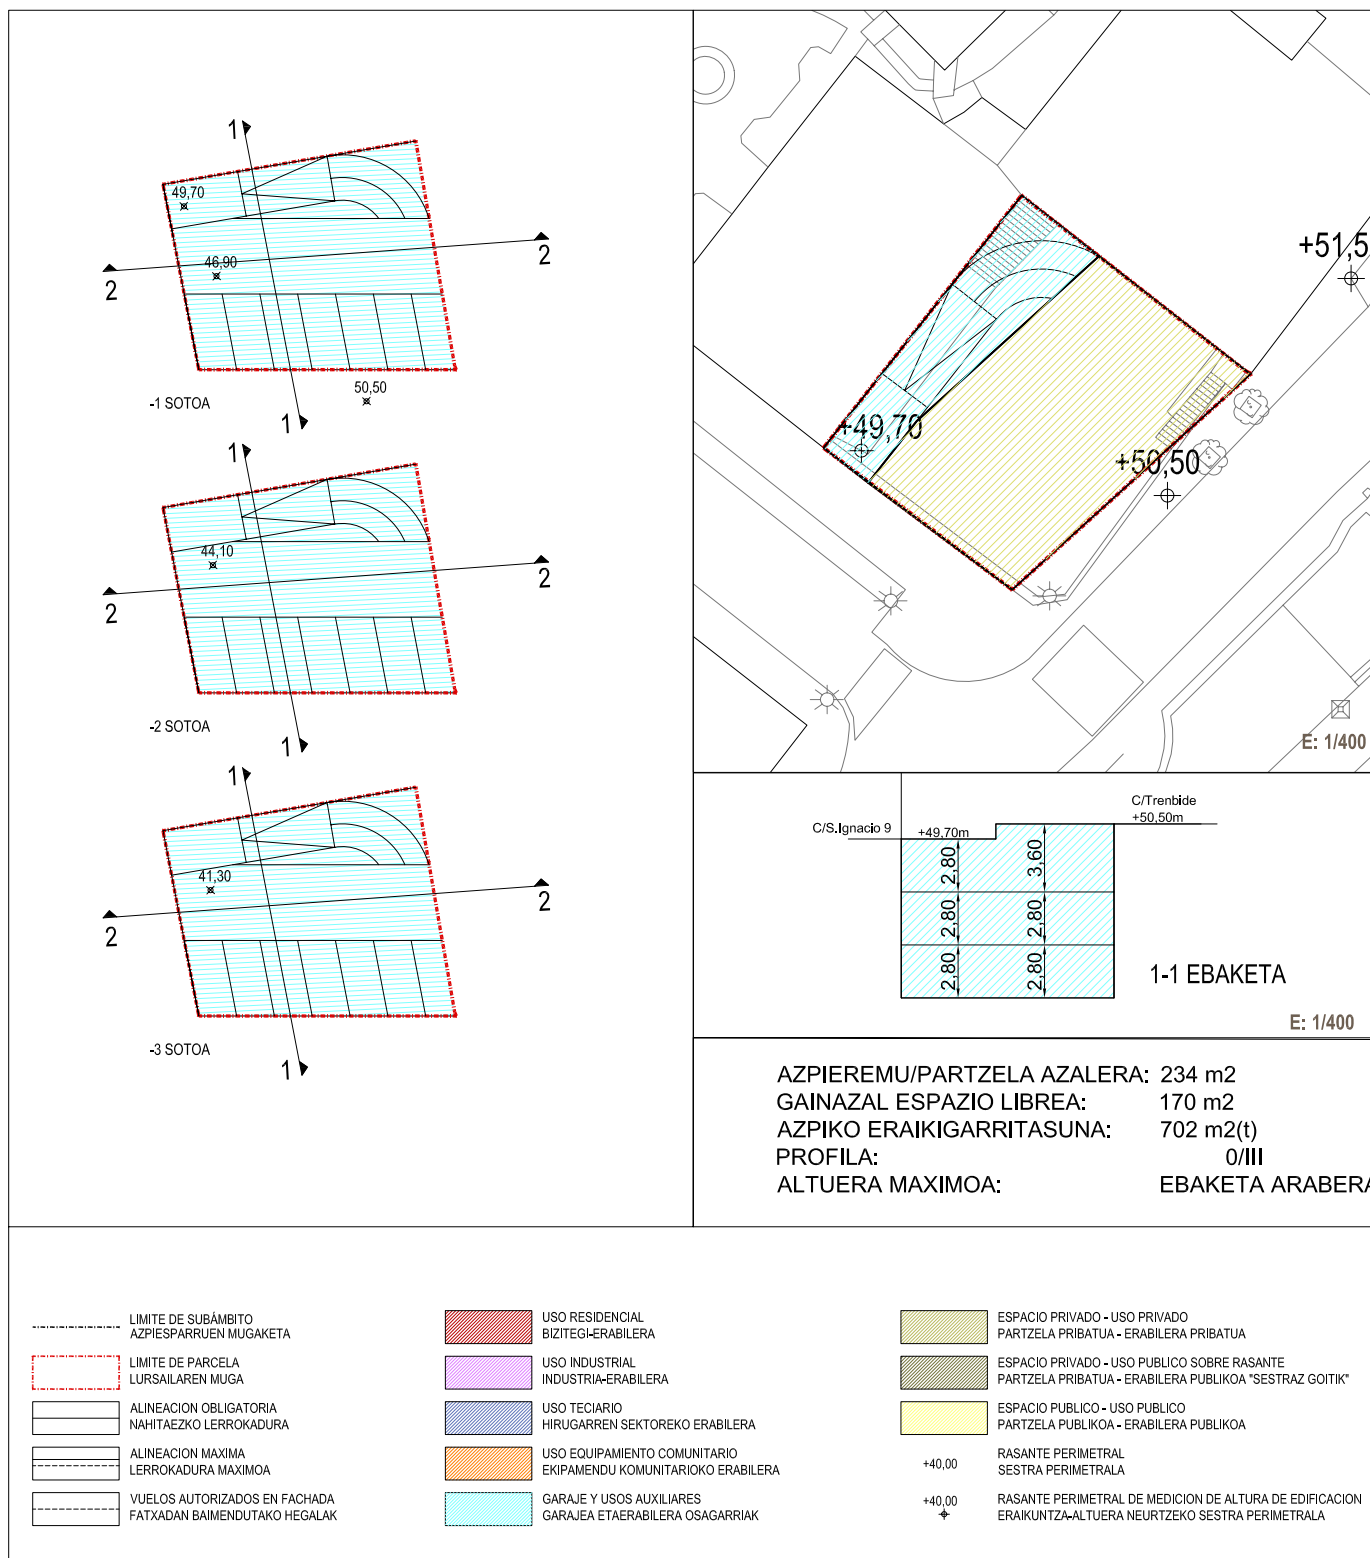 1
49,70
46,90
2
2
50,50
-1 SOTOA
1
1
44,10
2
2
-2 SOTOA
1
1
41,30
2
2
-3 SOTOA
1
+51,5
+49,70
+50,50
E: 1/400
C/Trenbide
+50,50m
C/S.Ignacio 9
+49,70m
2,80
3,60
2,80
2,80
2,80
2,80
1-1 EBAKETA
E: 1/400
AZPIEREMU/PARTZELA AZALERA: 234 m2
GAINAZAL ESPAZIO LIBREA: 170 m2
AZPIKO ERAIKIGARRITASUNA: 702 m2(t)
PROFILA: 0/III
ALTUERA MAXIMOA: EBAKETA ARABERA
LIMITE DE SUBÁMBITO
AZPIESPARRUEN MUGAKETA
LIMITE DE PARCELA
LURSAILAREN MUGA
ALINEACION OBLIGATORIA
NAHITAEZKO LERROKADURA
ALINEACION MAXIMA
LERROKADURA MAXIMOA
VUELOS AUTORIZADOS EN FACHADA
FATXADAN BAIMENDUTAKO HEGALAK
USO RESIDENCIAL
BIZITEGI-ERABILERA
USO INDUSTRIAL
INDUSTRIA-ERABILERA
USO TECIARIO
HIRUGARREN SEKTOREKO ERABILERA
USO EQUIPAMIENTO COMUNITARIO
EKIPAMENDU KOMUNITARIOKO ERABILERA
GARAJE Y USOS AUXILIARES
GARAJEA ETAERABILERA OSAGARRIAK
ESPACIO PRIVADO - USO PRIVADO
PARTZELA PRIBATUA - ERABILERA PRIBATUA
ESPACIO PRIVADO - USO PUBLICO SOBRE RASANTE
PARTZELA PRIBATUA - ERABILERA PUBLIKOA "SESTRAZ GOITIK"
ESPACIO PUBLICO - USO PUBLICO
PARTZELA PUBLIKOA - ERABILERA PUBLIKOA
+40,00
RASANTE PERIMETRAL
SESTRA PERIMETRALA
+40,00
RASANTE PERIMETRAL DE MEDICION DE ALTURA DE EDIFICACION
ERAIKUNTZA-ALTUERA NEURTZEKO SESTRA PERIMETRALA